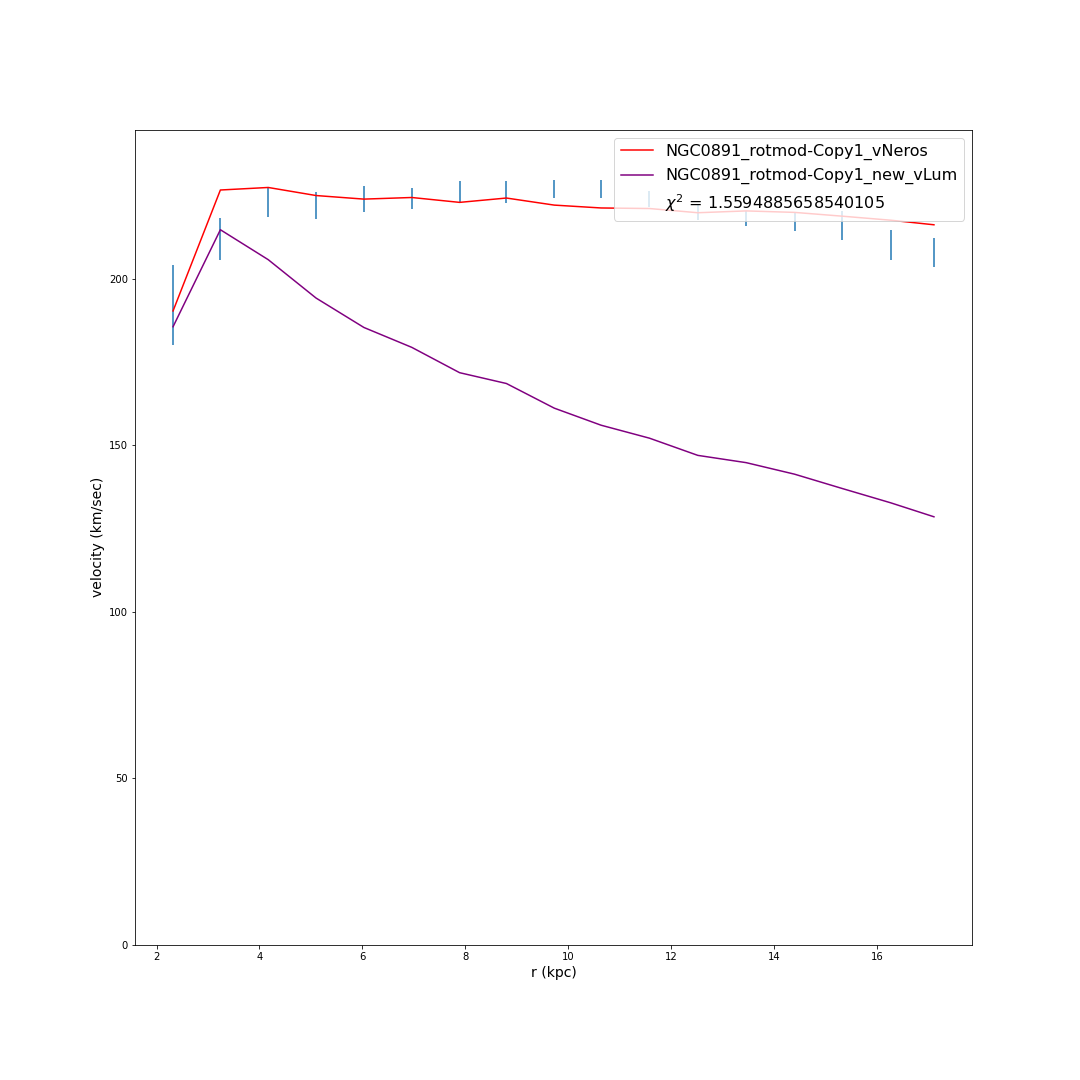 NGC0891_rotmod-Copy1_vNeros
NGC0891_rotmod-Copy1_new_vLum
χ² = 1.5594885658540105
velocity (km/sec)
200
150
100
50
0
2 4 6 8 10 12 14 16
r (kpc)